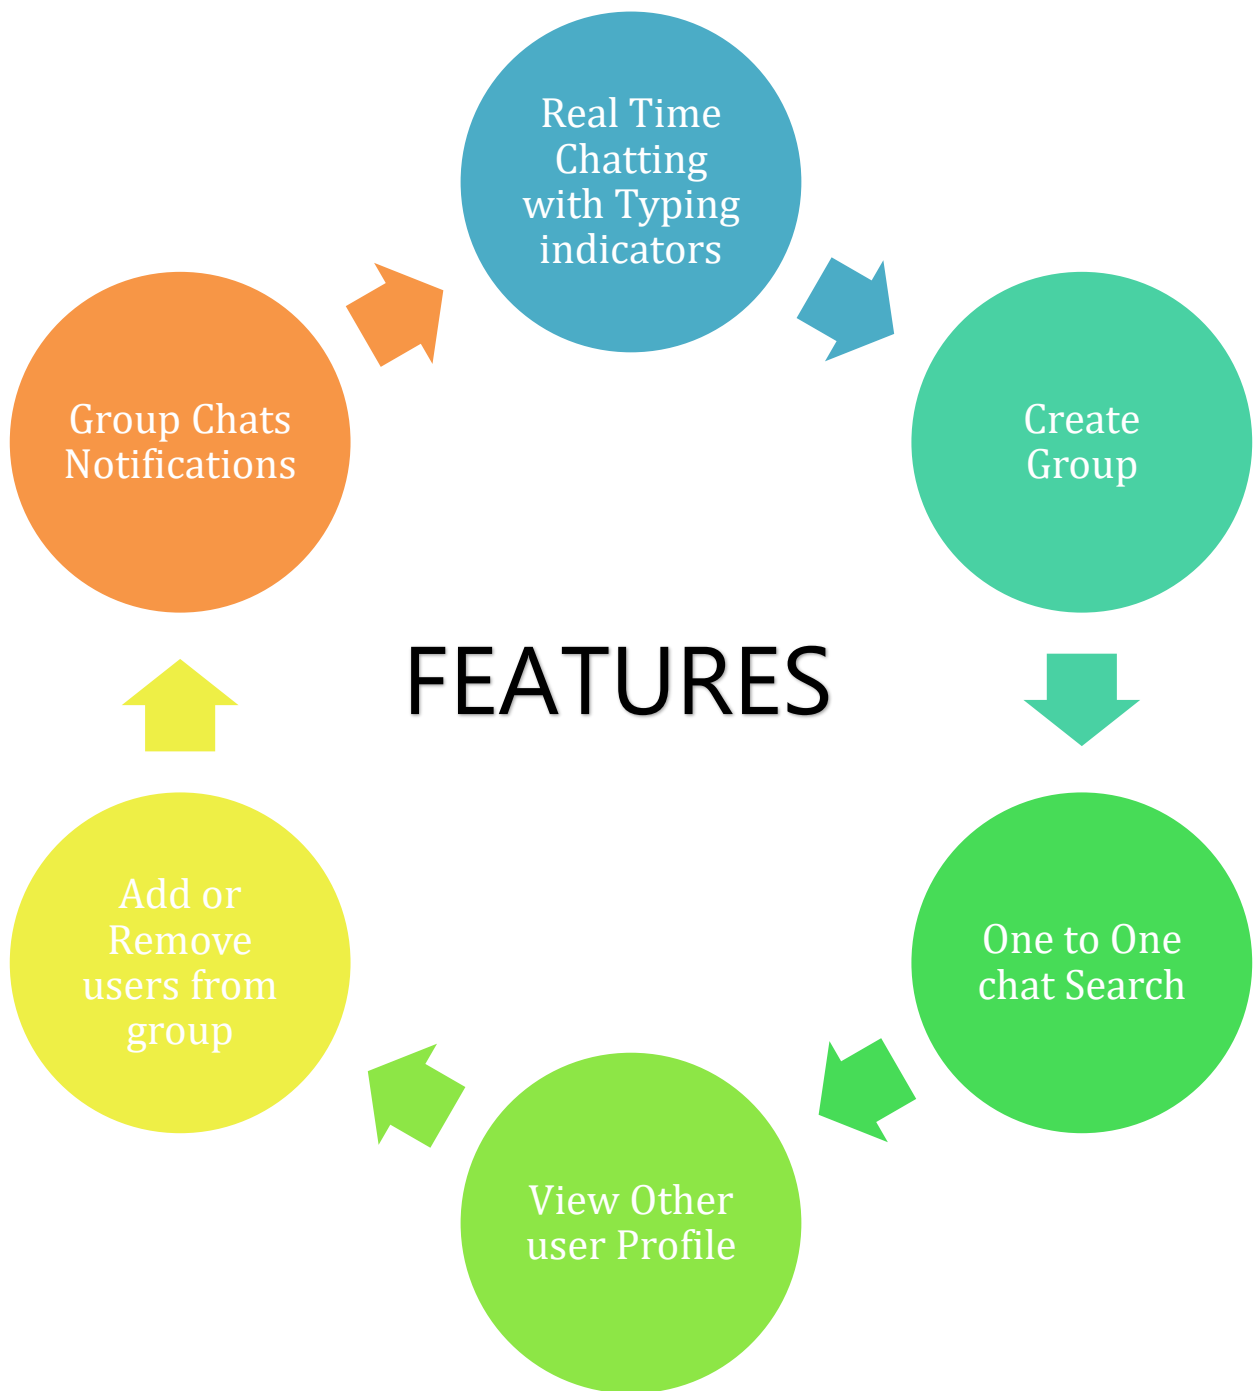 Real Time
Chatting
with Typing
indicators
Create
Group
One to One
chat Search
View Other
user Profile
Add or
Remove
users from
group
Group Chats
Notifications
FEATURES